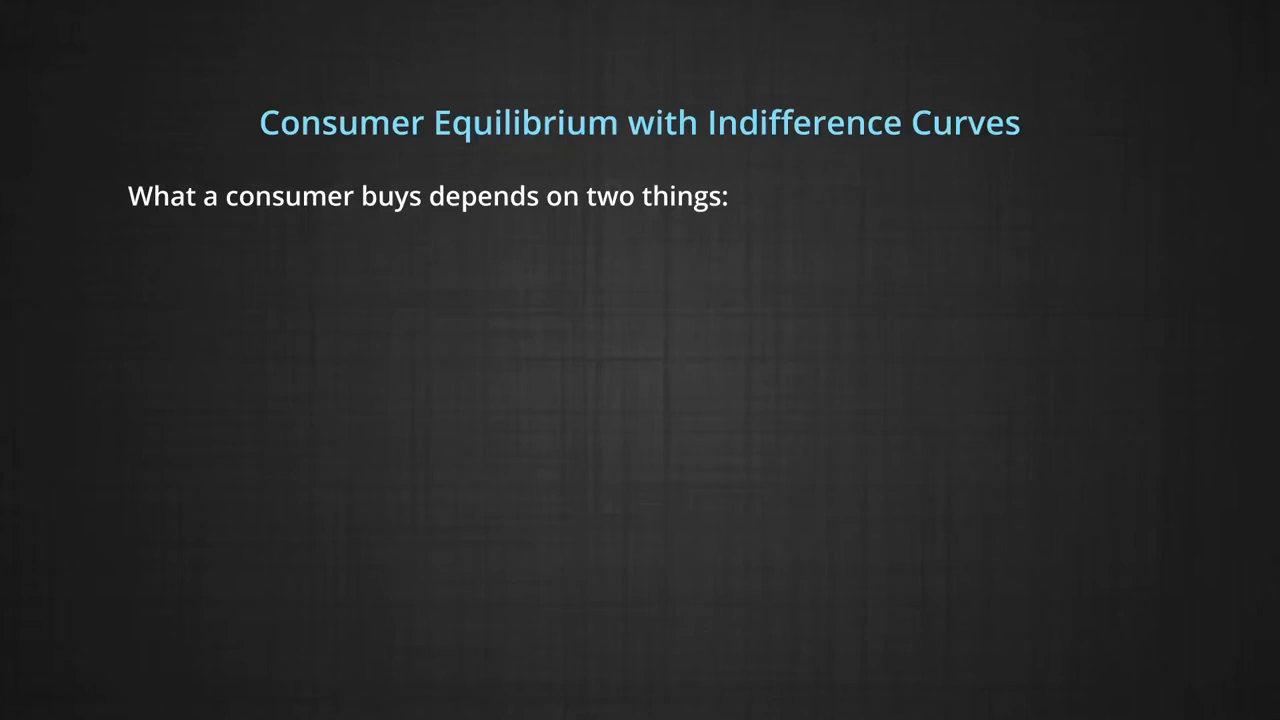 Consumer Equilibrium with Indifference Curves
What a consumer buys depends on two things: